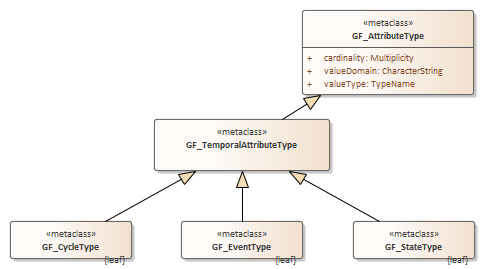 «metaclass»
GF_AttributeType
+ cardinality: Multiplicity
+ valueDomain: CharacterString
+ valueType: TypeName
«metaclass»
GF_TemporalAttributeType
«metaclass»
GF_CycleType
{leaf}
«metaclass»
GF_EventType
{leaf}
«metaclass»
GF_StateType
{leaf}